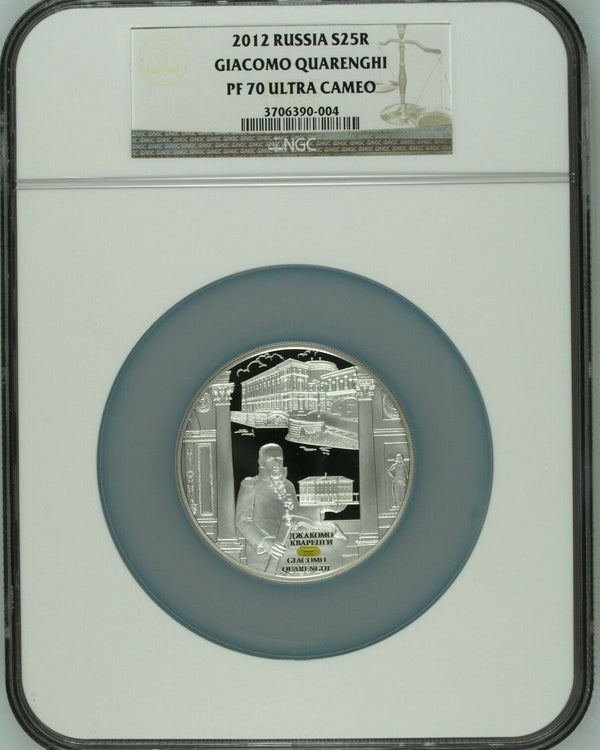 2012 RUSSIA S25R
GIACOMO QUARENGHI
PF 70 ULTRA CAMEO
3706390-004
NGC
ДЖАКОМО
КВАРЕНГИ
GIACOMO
QUARENGHI